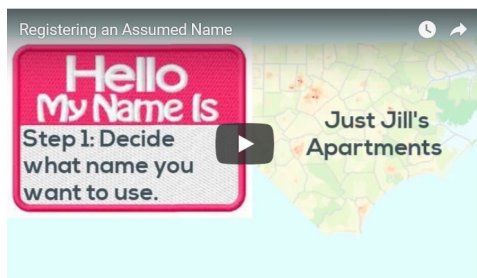 Registering an Assumed Name
Hello
My Name Is
Step 1: Decide
what name you
want to use.
Just Jill's
Apartments